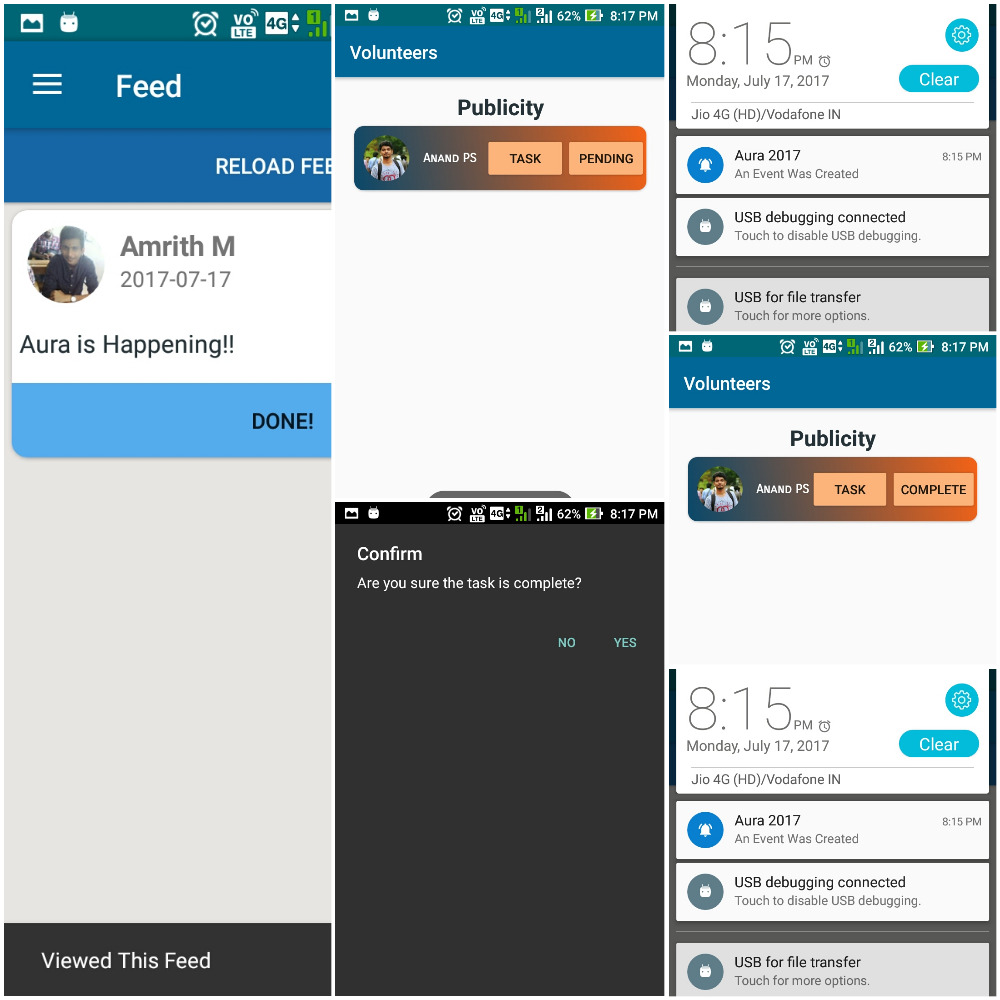 VO LTE 4G 1
Feed
RELOAD FEE
Amrith M
2017-07-17
Aura is Happening!!
DONE!
Viewed This Feed
VO LTE 4G 1 2 62% 8:17 PM
Volunteers
Publicity
ANAND PS TASK PENDING
VO LTE 4G 1 2 62% 8:17 PM
Confirm
Are you sure the task is complete?
NO YES
8:15 PM
Monday, July 17, 2017 Clear
Jio 4G (HD)/Vodafone IN
Aura 2017 8:15 PM
An Event Was Created
USB debugging connected
Touch to disable USB debugging.
USB for file transfer
Touch for more options.
VO LTE 4G 1 2 62% 8:17 PM
Volunteers
Publicity
ANAND PS TASK COMPLETE
8:15 PM
Monday, July 17, 2017 Clear
Jio 4G (HD)/Vodafone IN
Aura 2017 8:15 PM
An Event Was Created
USB debugging connected
Touch to disable USB debugging.
USB for file transfer
Touch for more options.